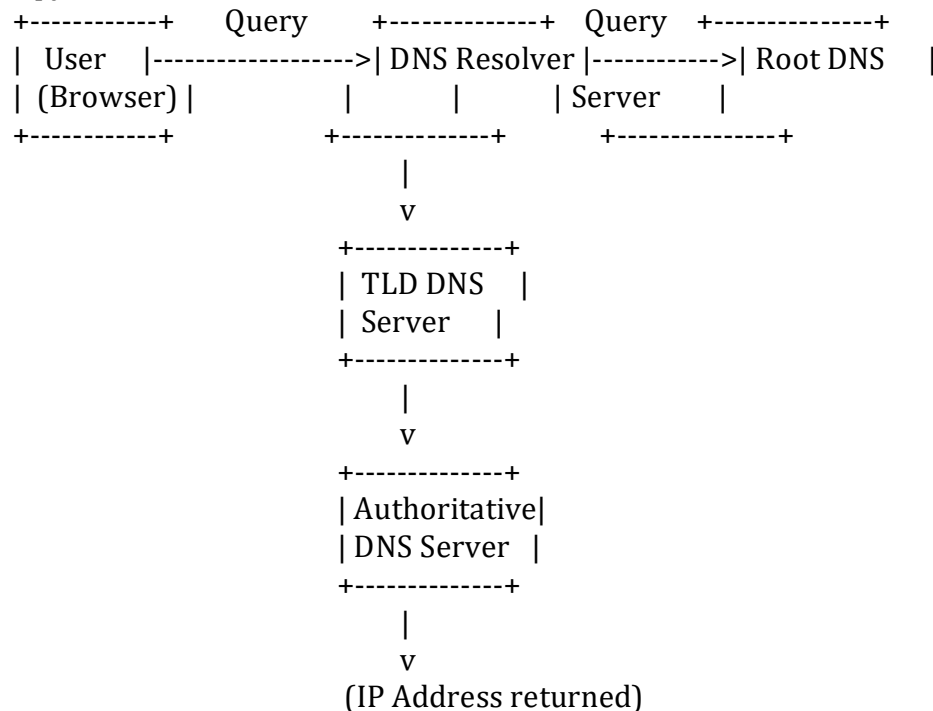 +------------+      Query      +--------------+   Query   +---------------+
|   User    |------------------->| DNS Resolver |------------>| Root DNS     |
|  (Browser) |                |          |          | Server      |
+------------+                +--------------+          +---------------+
|
v
+--------------+
|  TLD DNS    |
|  Server     |
+--------------+
|
v
+--------------+
| Authoritative|
| DNS Server  |
+--------------+
|
v
(IP Address returned)